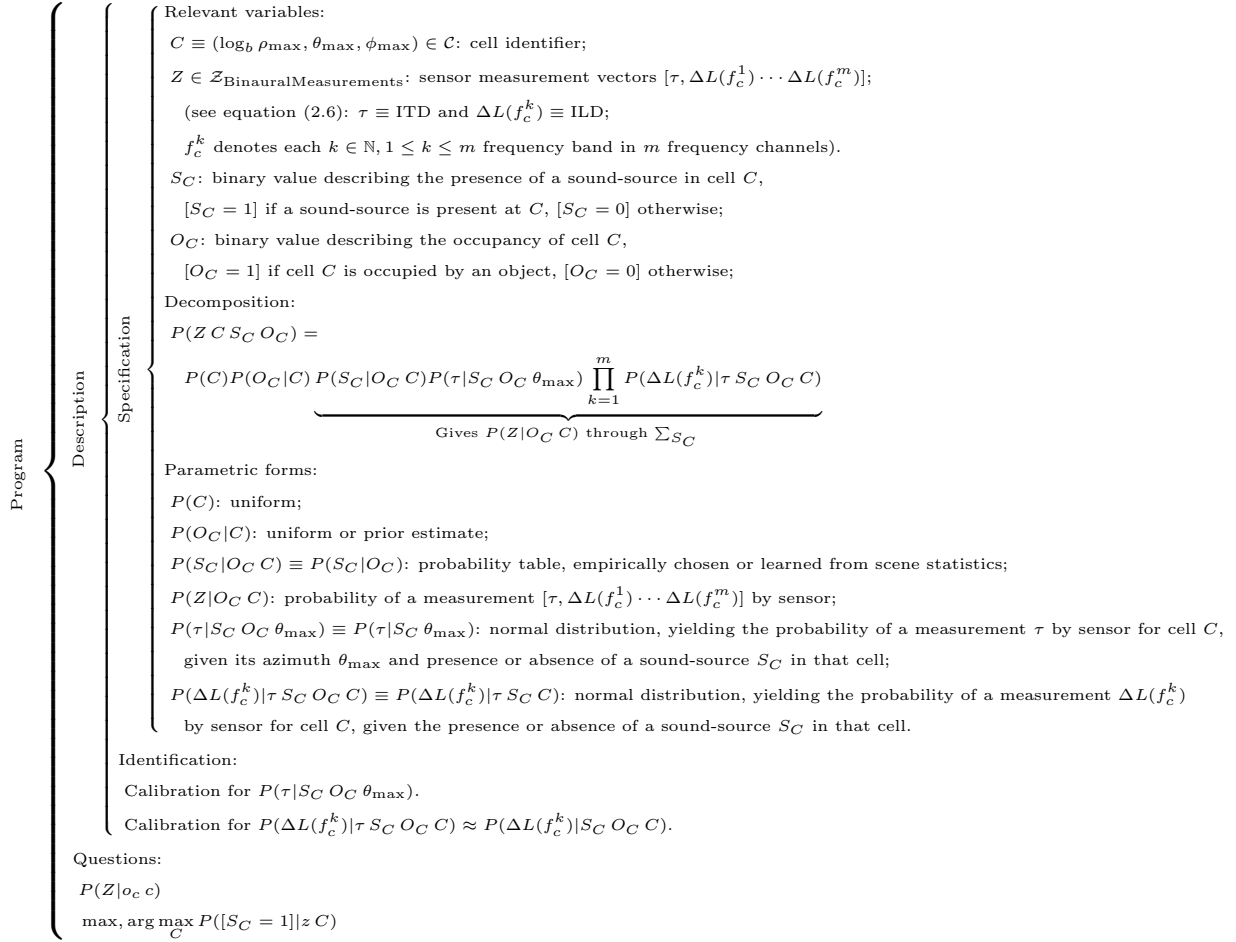 Program
Description
Specification
Relevant variables:
C ≡ (log_b ρ_max, θ_max, ϕ_max) ∈ 𝒞: cell identifier;
Z ∈ 𝒵_BinauralMeasurements: sensor measurement vectors [τ, ΔL(f_c^1) ··· ΔL(f_c^m)];
(see equation (2.6): τ ≡ ITD and ΔL(f_c^k) ≡ ILD;
f_c^k denotes each k ∈ ℕ, 1 ≤ k ≤ m frequency band in m frequency channels).
S_C: binary value describing the presence of a sound-source in cell C,
[S_C = 1] if a sound-source is present at C, [S_C = 0] otherwise;
O_C: binary value describing the occupancy of cell C,
[O_C = 1] if cell C is occupied by an object, [O_C = 0] otherwise;
Decomposition:
P(Z C S_C O_C) =
P(C)P(O_C|C) P(S_C|O_C C)P(τ|S_C O_C θ_max) ∏_{k=1}^{m} P(ΔL(f_c^k)|τ S_C O_C C)
Gives P(Z|O_C C) through ∑_{S_C}
Parametric forms:
P(C): uniform;
P(O_C|C): uniform or prior estimate;
P(S_C|O_C C) ≡ P(S_C|O_C): probability table, empirically chosen or learned from scene statistics;
P(Z|O_C C): probability of a measurement [τ, ΔL(f_c^1) ··· ΔL(f_c^m)] by sensor;
P(τ|S_C O_C θ_max) ≡ P(τ|S_C θ_max): normal distribution, yielding the probability of a measurement τ by sensor for cell C,
given its azimuth θ_max and presence or absence of a sound-source S_C in that cell;
P(ΔL(f_c^k)|τ S_C O_C C) ≡ P(ΔL(f_c^k)|τ S_C C): normal distribution, yielding the probability of a measurement ΔL(f_c^k)
by sensor for cell C, given the presence or absence of a sound-source S_C in that cell.
Identification:
Calibration for P(τ|S_C O_C θ_max).
Calibration for P(ΔL(f_c^k)|τ S_C O_C C) ≈ P(ΔL(f_c^k)|S_C O_C C).
Questions:
P(Z|o_c c)
max, arg max_C P([S_C = 1]|z C)